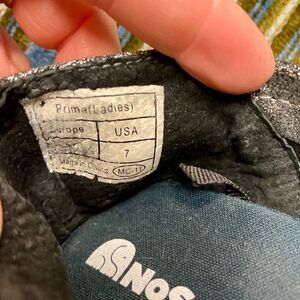 Prima(Ladies)
Europe USA
7
Made in China MC-11
NOS